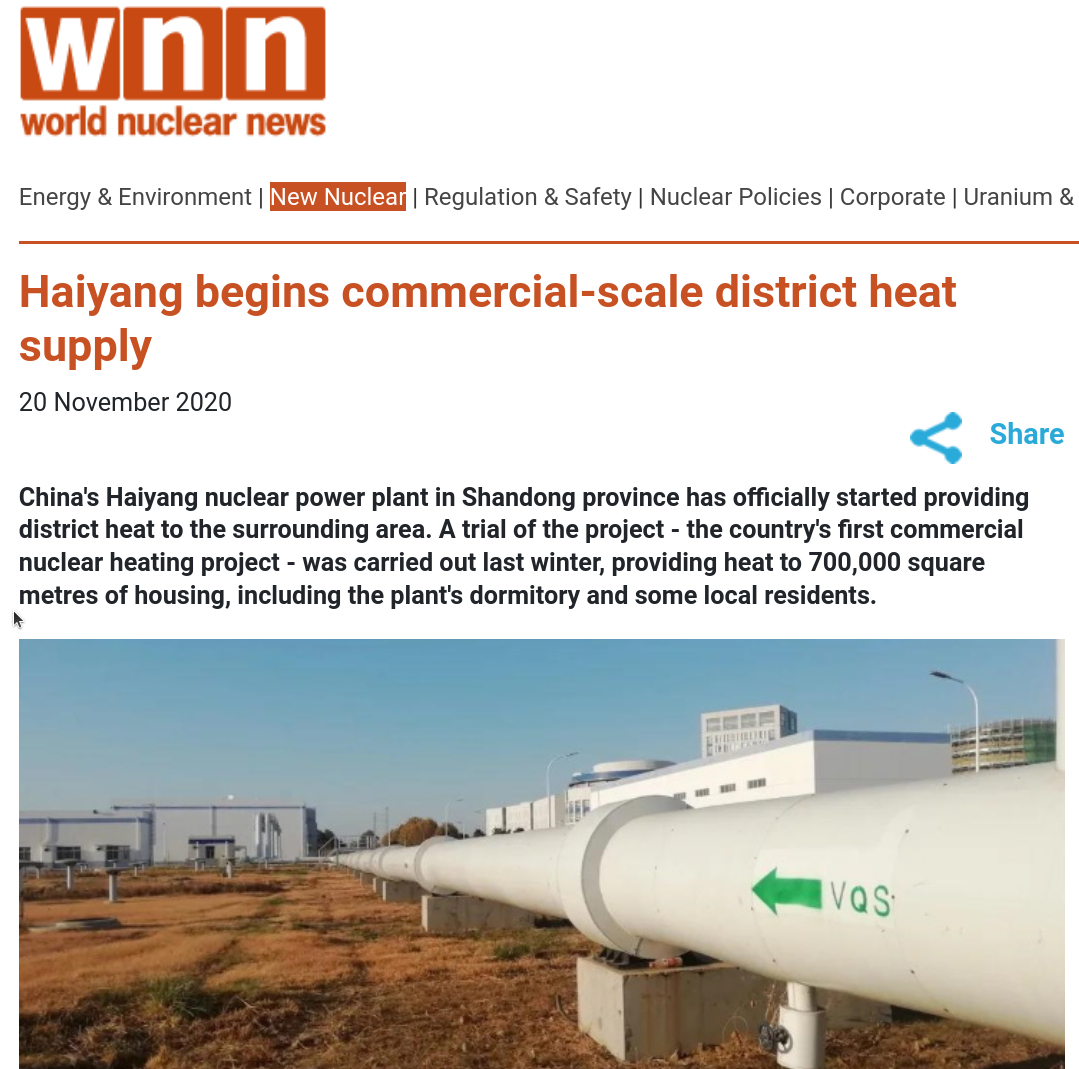 wnn
world nuclear news
Energy & Environment | New Nuclear | Regulation & Safety | Nuclear Policies | Corporate | Uranium &
Haiyang begins commercial-scale district heat
supply
20 November 2020
Share
China's Haiyang nuclear power plant in Shandong province has officially started providing
district heat to the surrounding area. A trial of the project - the country's first commercial
nuclear heating project - was carried out last winter, providing heat to 700,000 square
metres of housing, including the plant's dormitory and some local residents.
VQS